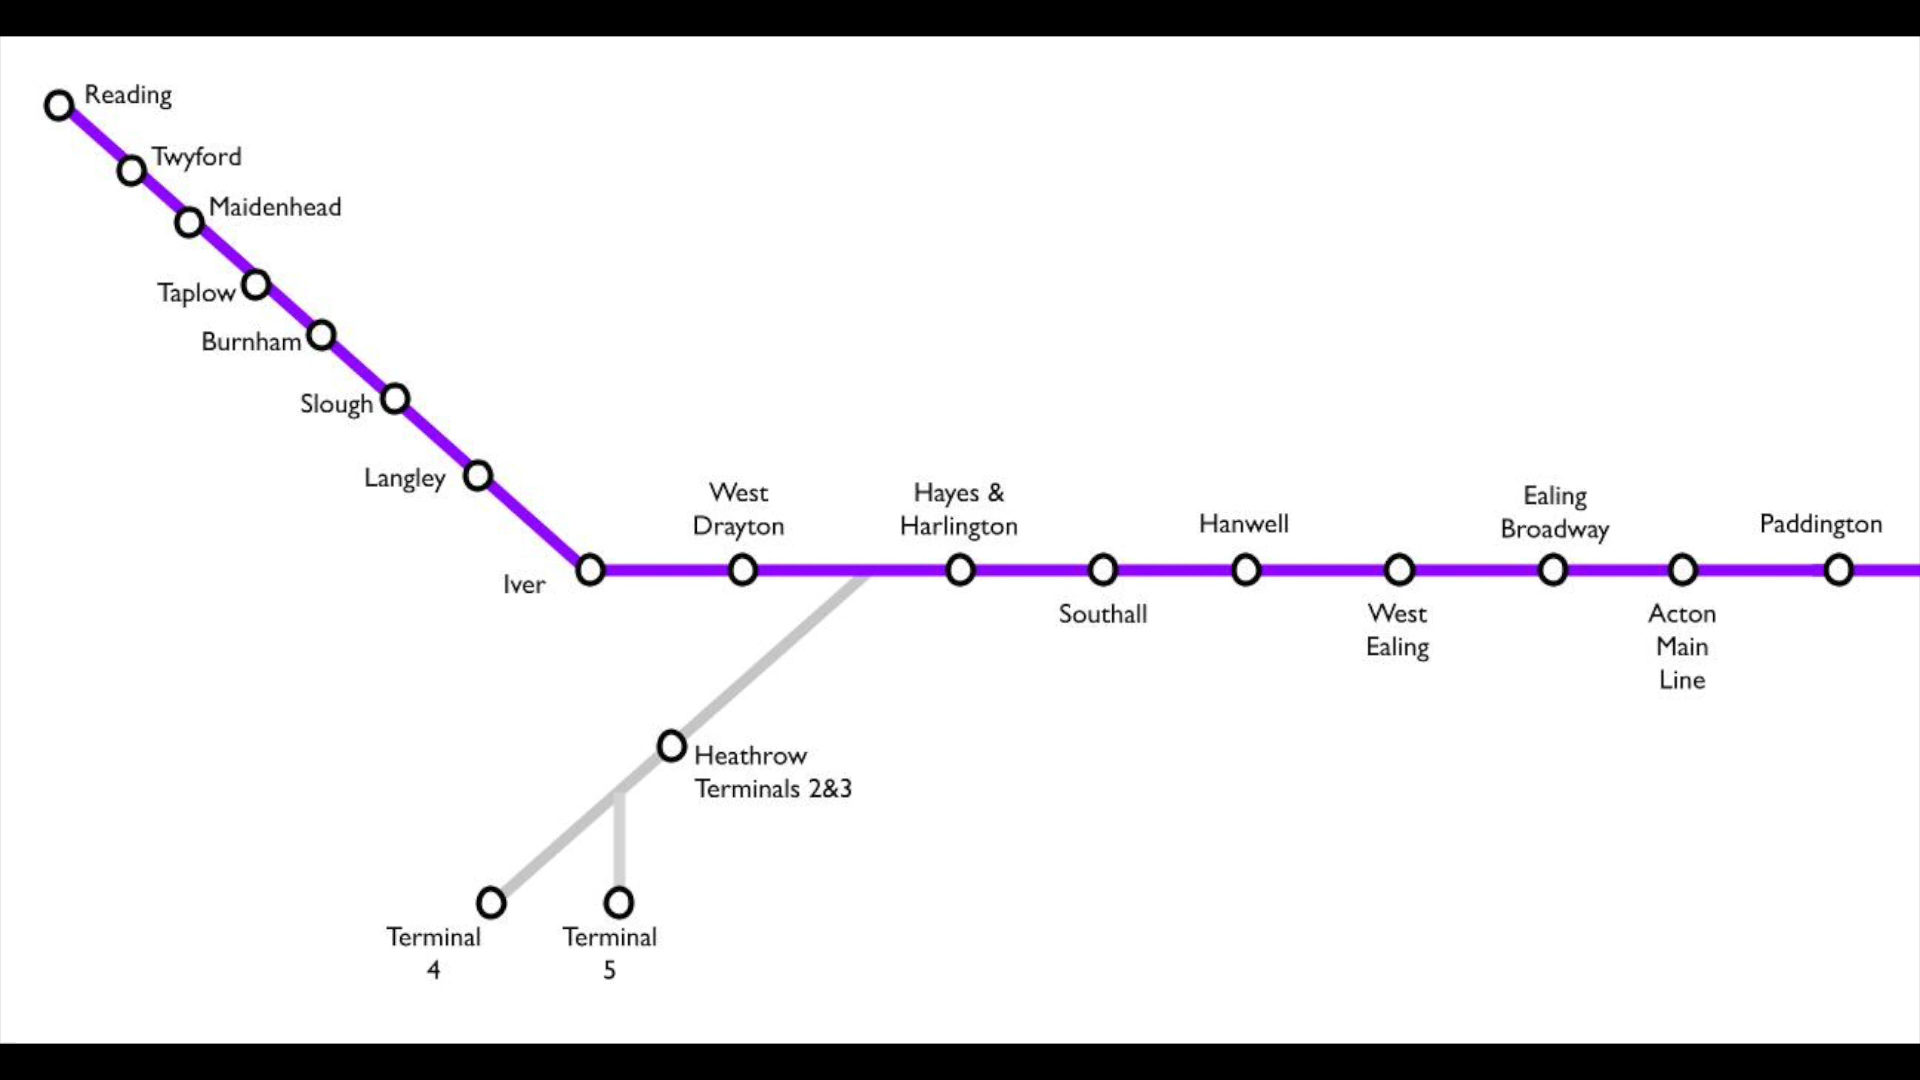 Reading
Twyford
Maidenhead
Taplow
Burnham
Slough
Langley
Iver
West
Drayton
Hayes &
Harlington
Southall
Hanwell
West
Ealing
Ealing
Broadway
Acton
Main
Line
Paddington
Heathrow
Terminals 2&3
Terminal
4
Terminal
5